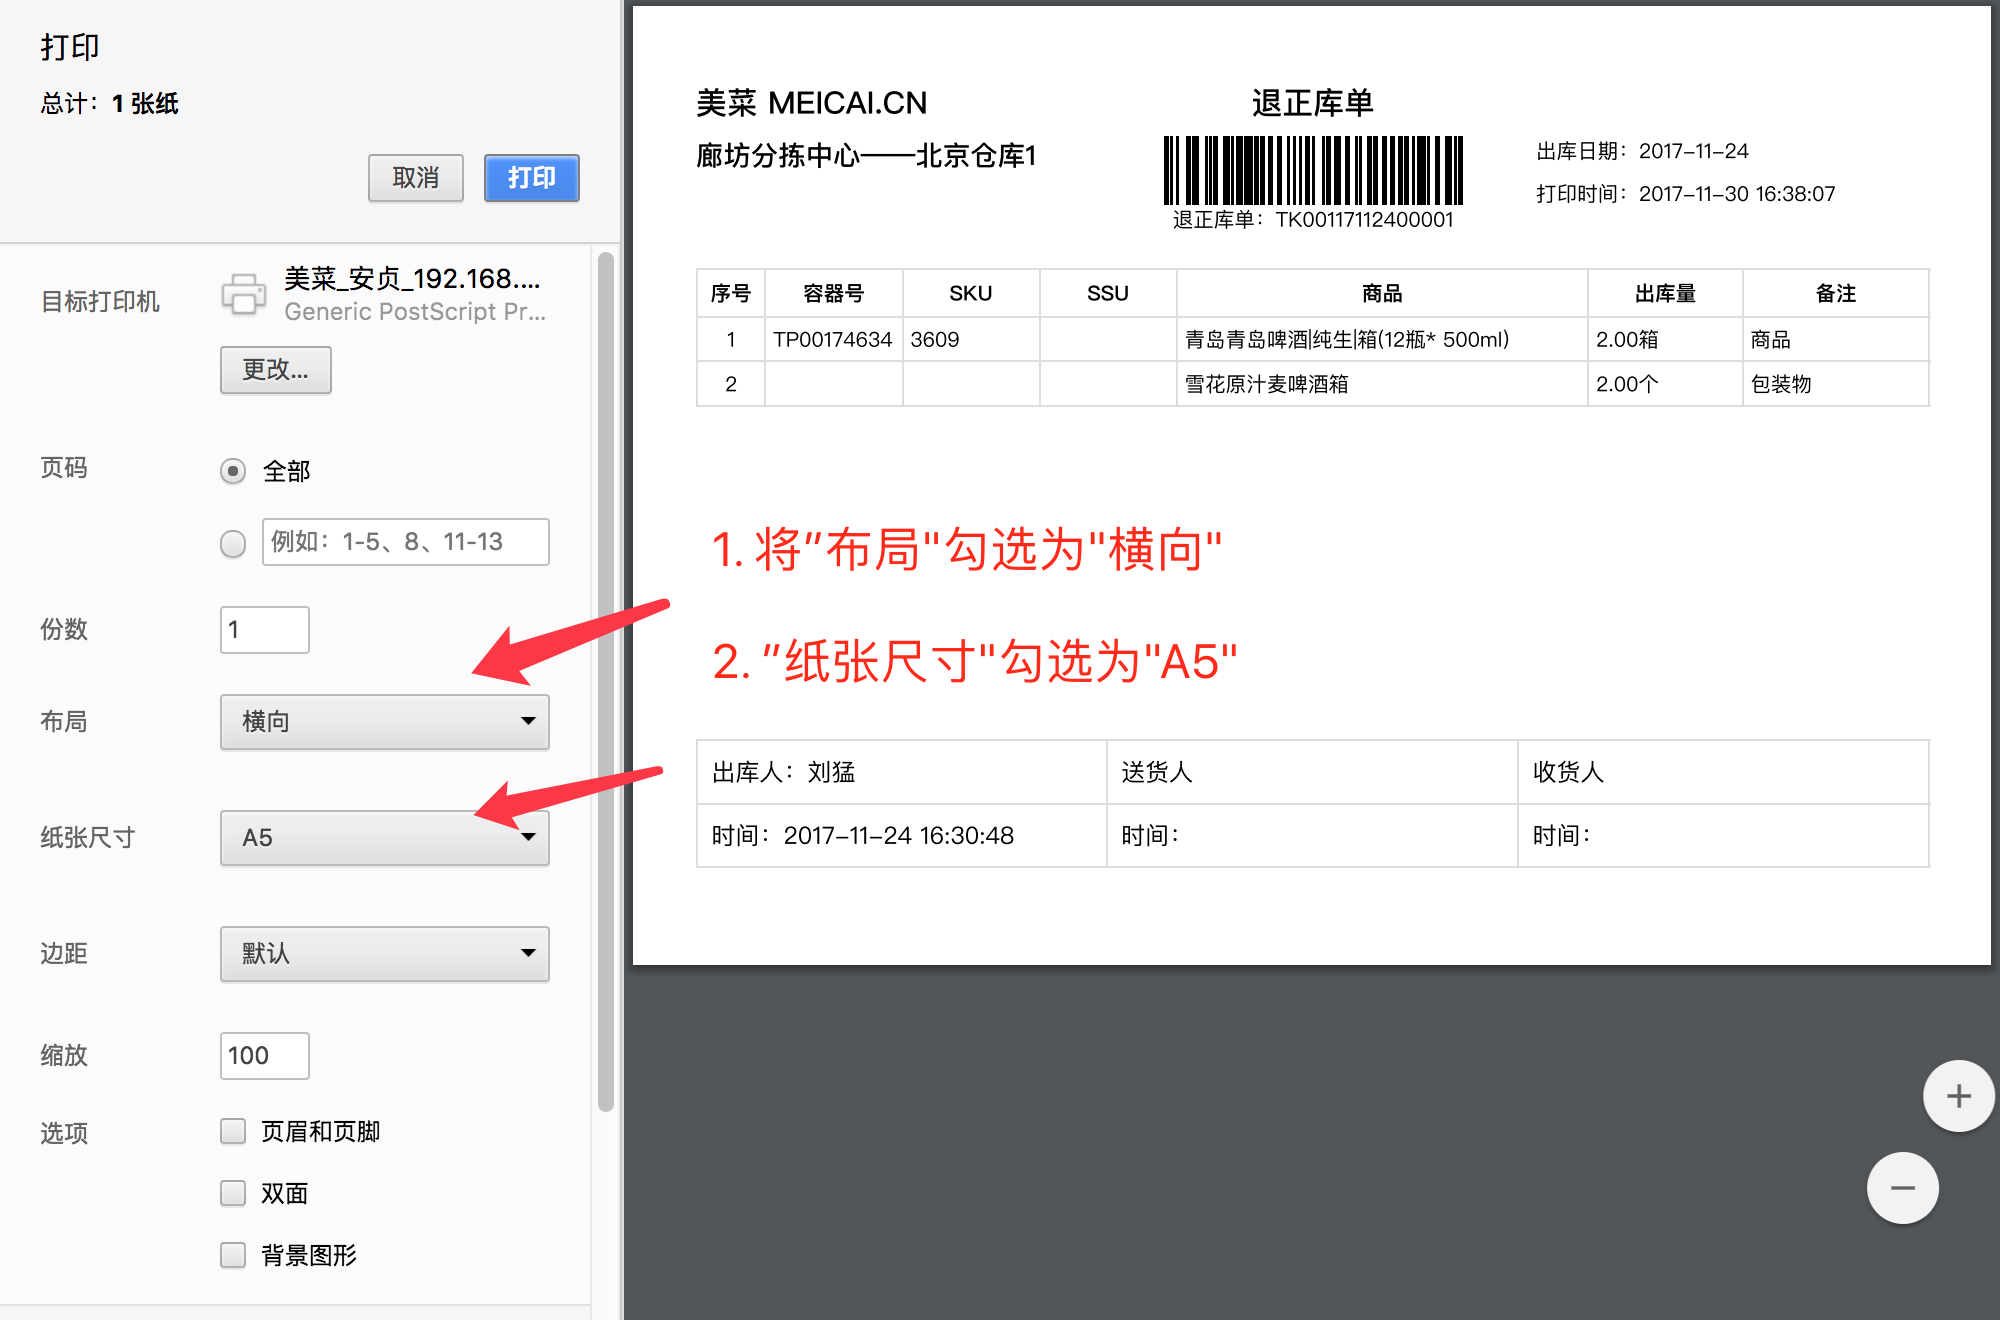 打印
总计：1 张纸
取消
打印
目标打印机
美菜_安贞_192.168....
Generic PostScript Pr...
更改...
页码
全部
例如：1-5、8、11-13
份数
1
布局
横向
纸张尺寸
A5
边距
默认
缩放
100
选项
页眉和页脚
双面
背景图形
美菜 MEICAI.CN
退正库单
廊坊分拣中心——北京仓库1
退正库单：TK00117112400001
出库日期：2017-11-24
打印时间：2017-11-30 16:38:07
序号 容器号 SKU SSU 商品 出库量 备注
1 TP00174634 3609 青岛青岛啤酒|纯生|箱(12瓶* 500ml) 2.00箱 商品
2 雪花原汁麦啤酒箱 2.00个 包装物
1. 将"布局"勾选为"横向"
2. "纸张尺寸"勾选为"A5"
出库人：刘猛 送货人 收货人
时间：2017-11-24 16:30:48 时间： 时间：